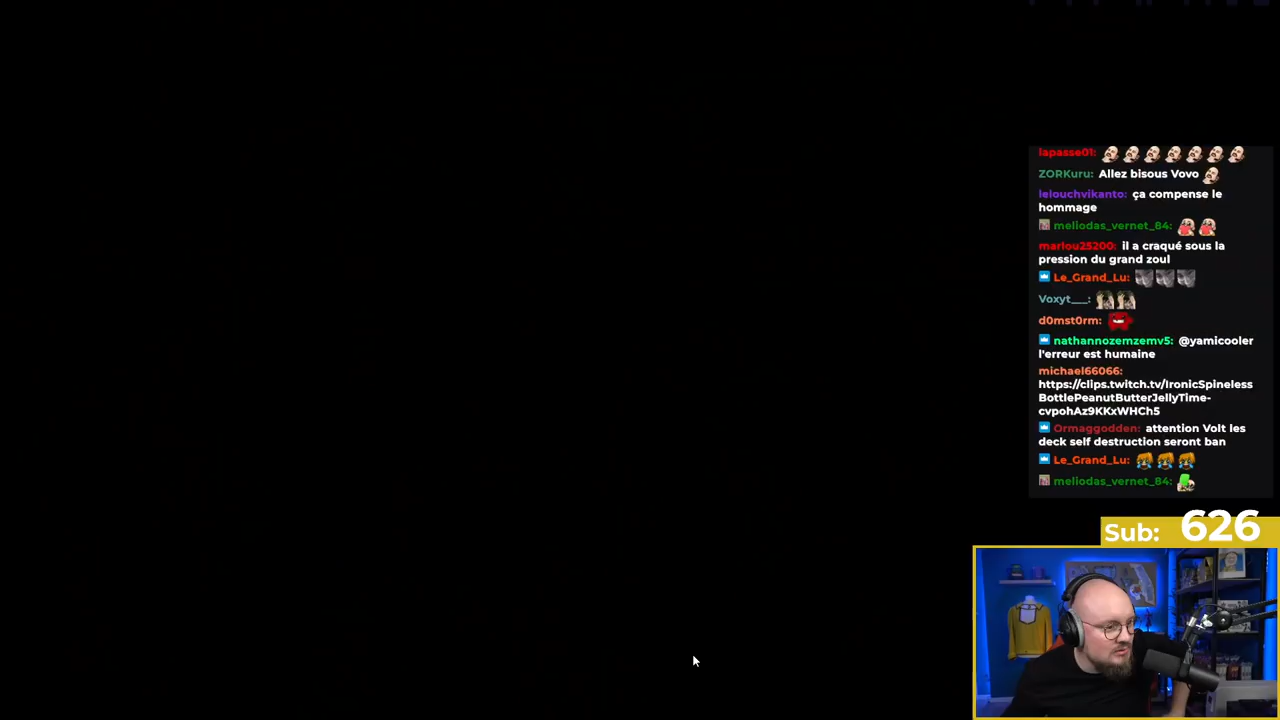 lapasse01:
ZORKuru: Allez bisous Vovo
lelouchvikanto: ça compense le
hommage
meliodas_vernet_84:
marlou25200: il a craqué sous la
pression du grand zoul
Le_Grand_Lu:
Voxyt___:
d0mst0rm:
nathannozemzemv5: @yamicooler
l'erreur est humaine
michael66066:
https://clips.twitch.tv/IronicSpineless
BottlePeanutButterJellyTime-
cvpohAz9KKxWHCh5
Ormaggodden: attention Volt les
deck self destruction seront ban
Le_Grand_Lu:
meliodas_vernet_84:
Sub: 626